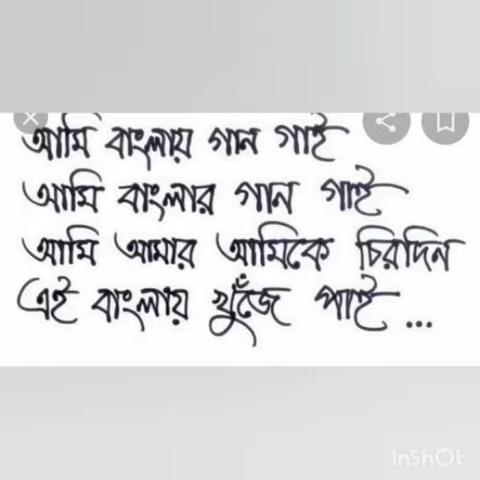 আমি বাংলায় গান গাই
আমি বাংলার গান গাই
আমি আমার আমিকে চিরদিন
এই বাংলায় খুঁজে পাই...
InShOt